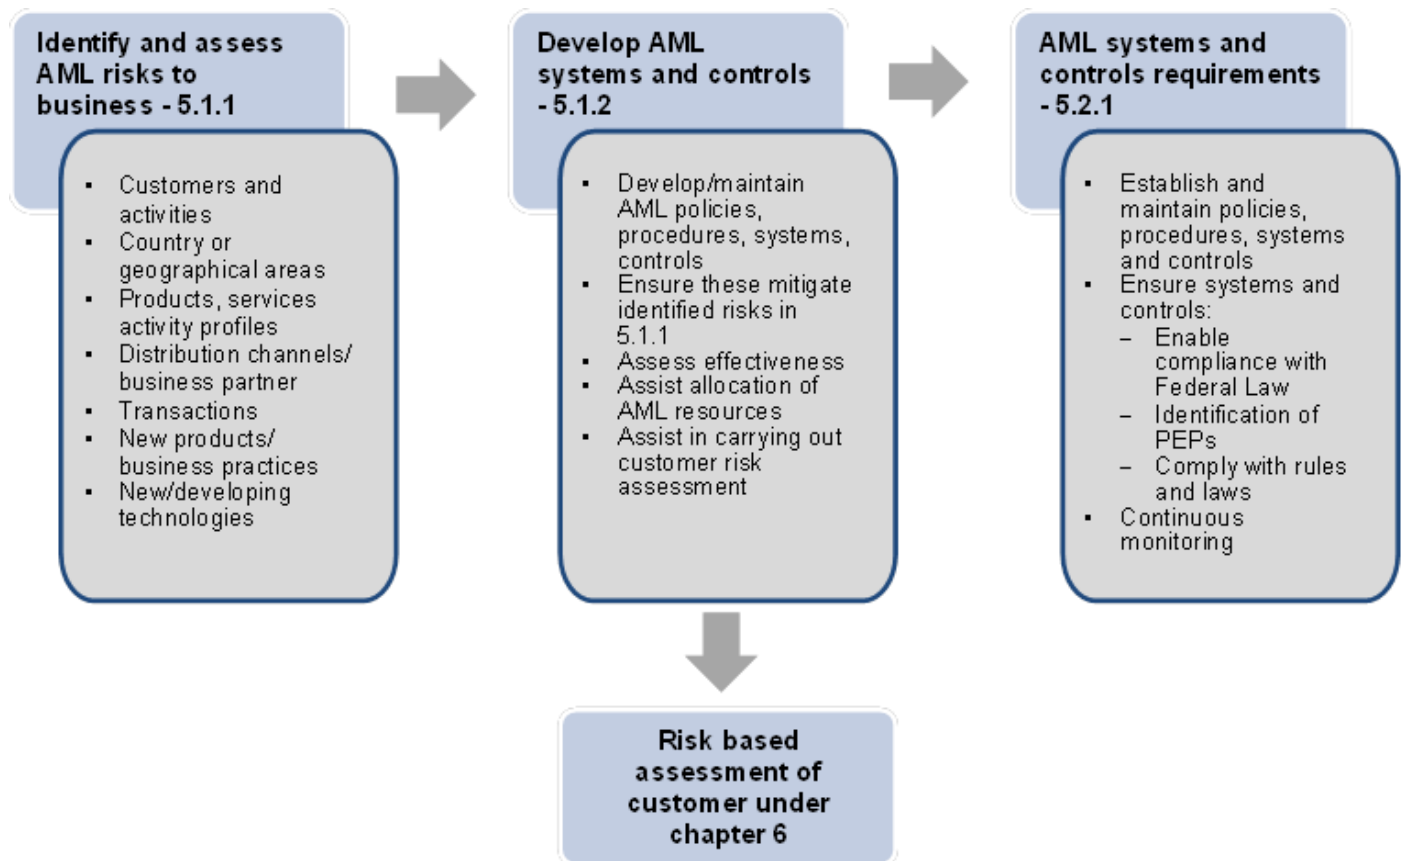 Identify and assess
AML risks to
business - 5.1.1
▪ Customers and
activities
▪ Country or
geographical areas
▪ Products, services
activity profiles
▪ Distribution channels/
business partner
▪ Transactions
▪ New products/
business practices
▪ New/developing
technologies
Develop AML
systems and controls
- 5.1.2
▪ Develop/maintain
AML policies,
procedures, systems,
controls
▪ Ensure these mitigate
identified risks in
5.1.1
▪ Assess effectiveness
▪ Assist allocation of
AML resources
▪ Assist in carrying out
customer risk
assessment
AML systems and
controls requirements
- 5.2.1
▪ Establish and
maintain policies,
procedures, systems
and controls
▪ Ensure systems and
controls:
– Enable
compliance with
Federal Law
– Identification of
PEPs
– Comply with rules
and laws
▪ Continuous
monitoring
Risk based
assessment of
customer under
chapter 6